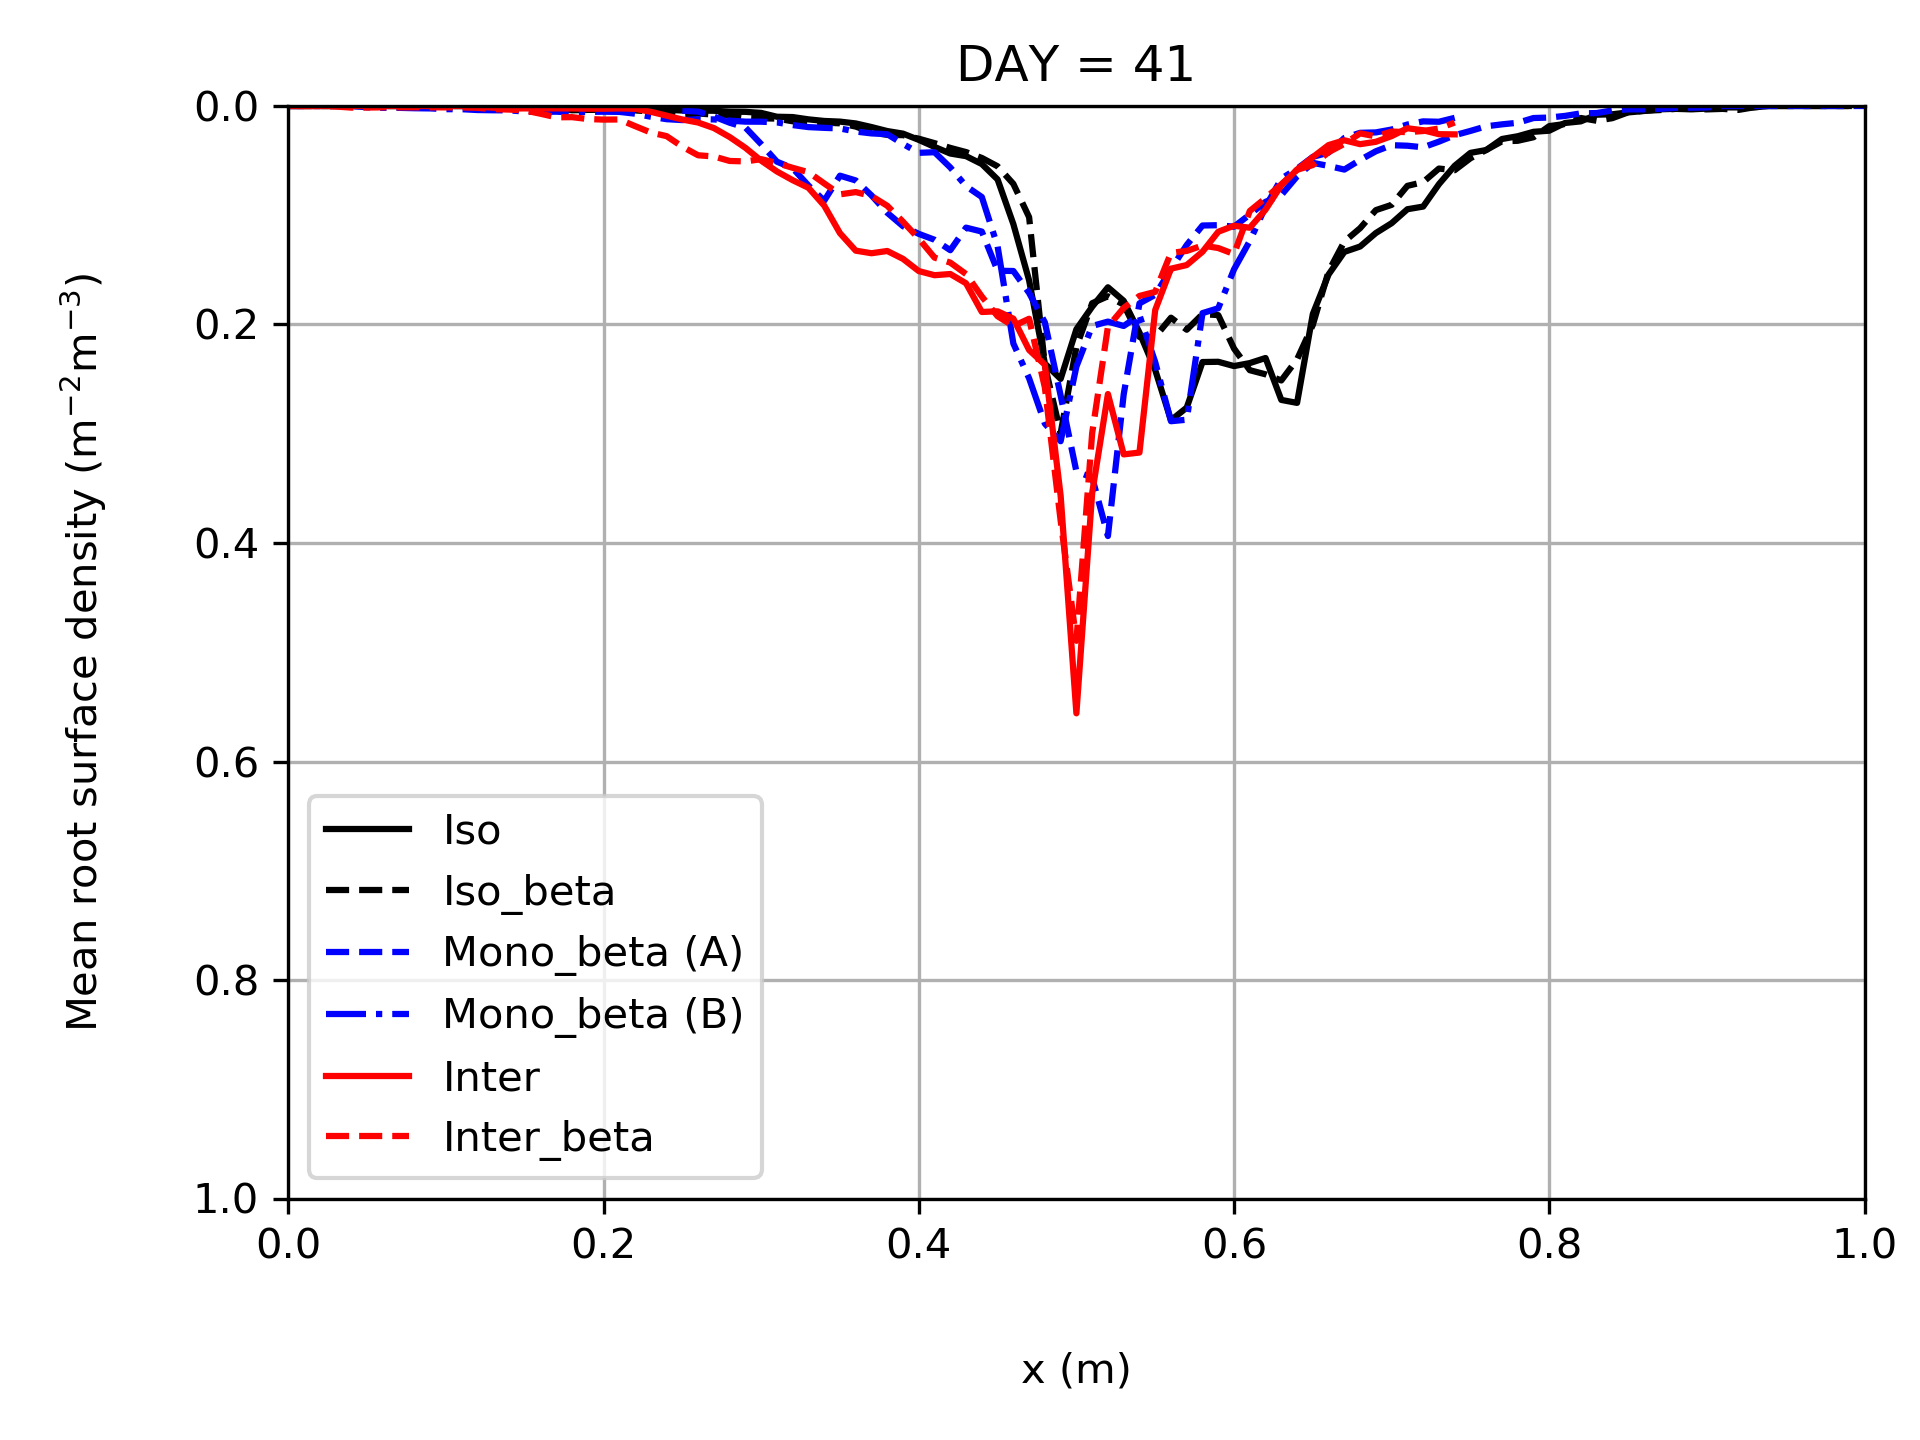 DAY = 41
Mean root surface density (m⁻²m⁻³)
0.0
0.2
0.4
0.6
0.8
1.0
Iso
Iso_beta
Mono_beta (A)
Mono_beta (B)
Inter
Inter_beta
0.0 0.2 0.4 0.6 0.8 1.0
x (m)